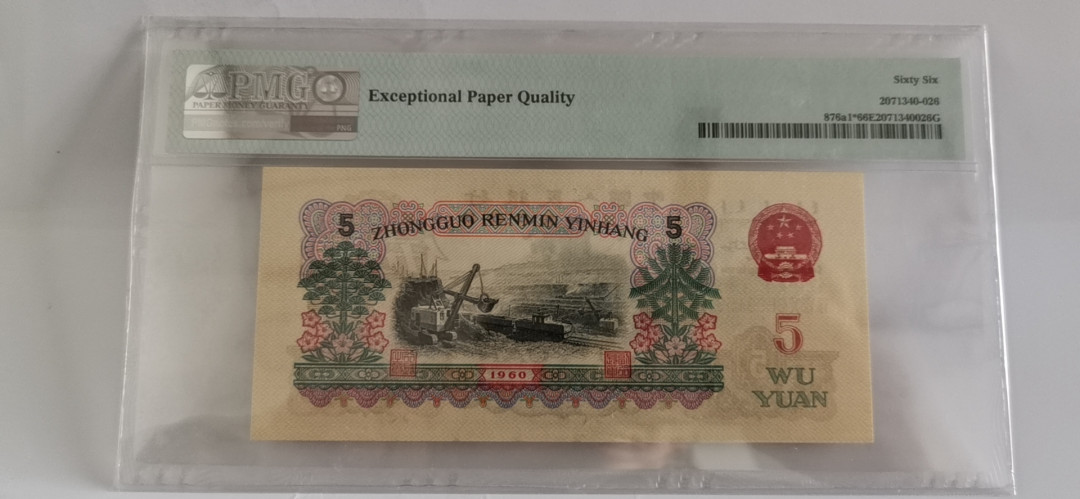 PMG
PAPER MONEY GUARANTY
PMG
Exceptional Paper Quality
Sixty Six
2071340-026
876a1*66E2071340026G
5 ZHONGGUO RENMIN YINHANG 5
5
1960
WU
YUAN